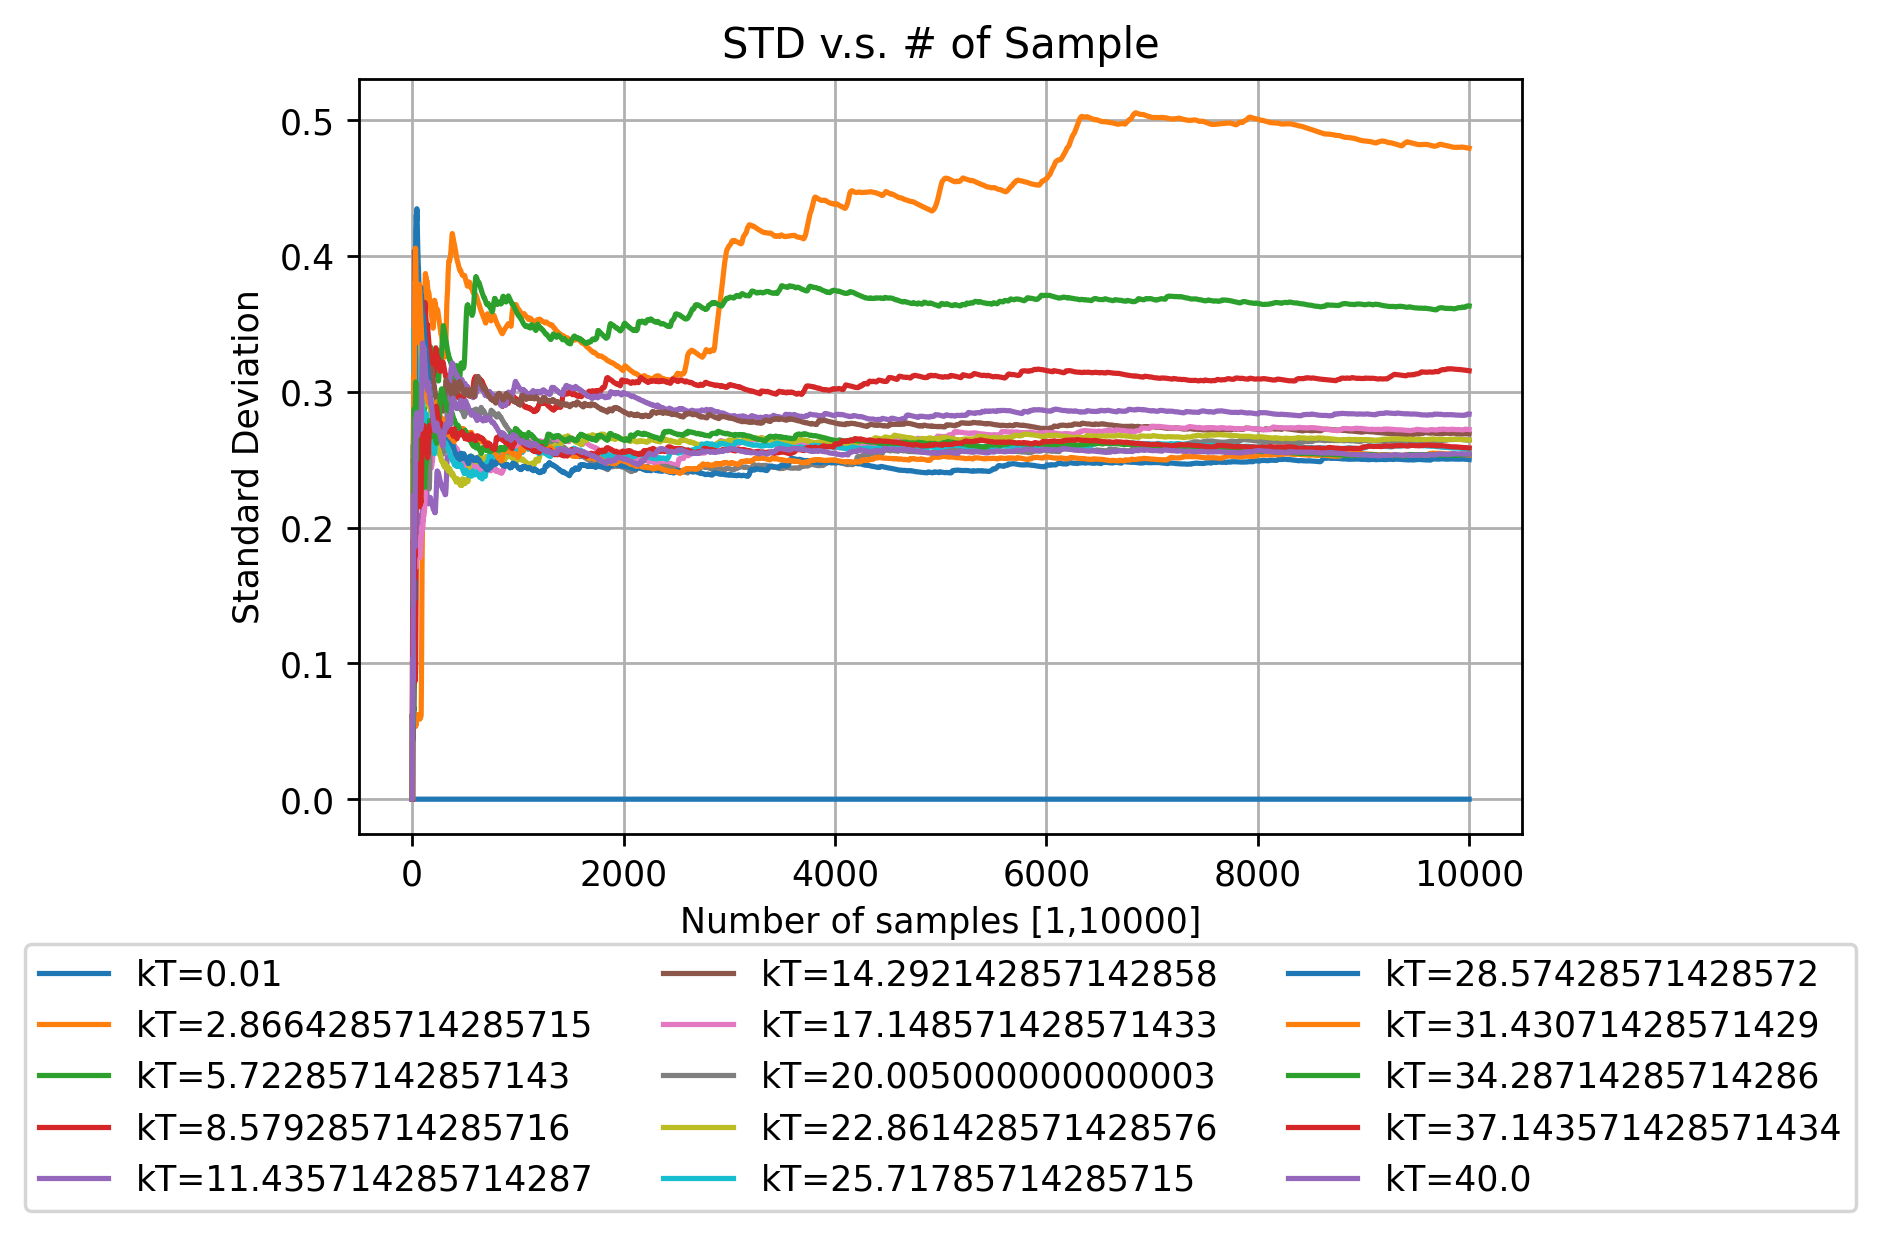 STD v.s. # of Sample
0.5
0.4
0.3
0.2
0.1
0.0
Standard Deviation
0 2000 4000 6000 8000 10000
Number of samples [1,10000]
kT=0.01
kT=2.8664285714285715
kT=5.722857142857143
kT=8.579285714285716
kT=11.435714285714287
kT=14.292142857142858
kT=17.148571428571433
kT=20.005000000000003
kT=22.861428571428576
kT=25.71785714285715
kT=28.57428571428572
kT=31.43071428571429
kT=34.28714285714286
kT=37.143571428571434
kT=40.0